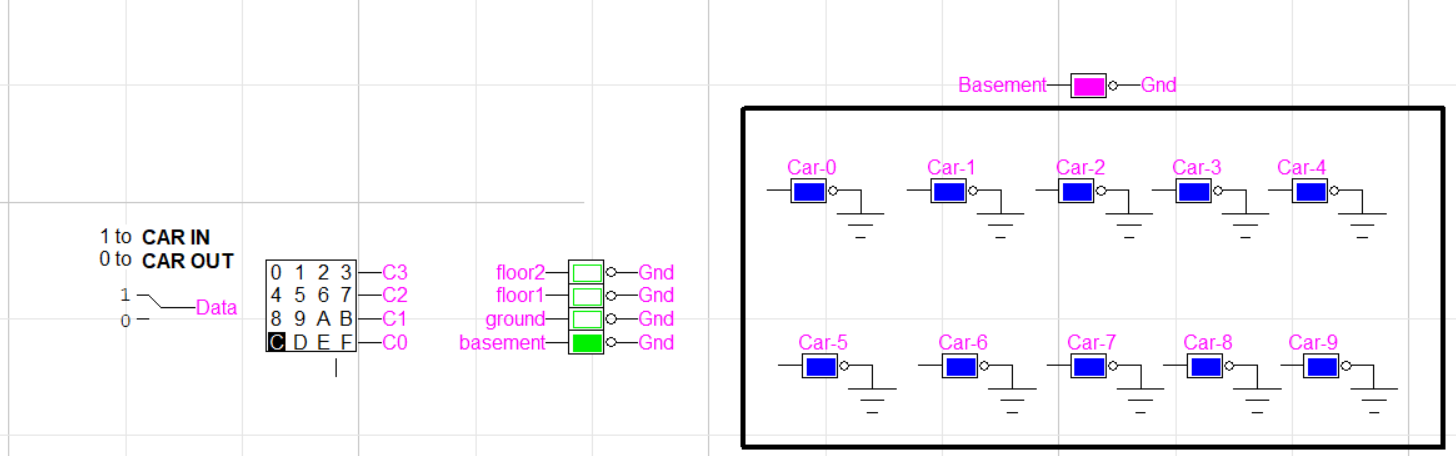 Basement Gnd
Car-0 Car-1 Car-2 Car-3 Car-4
1 to CAR IN
0 to CAR OUT
1
0
Data
0 1 2 3 C3
4 5 6 7 C2
8 9 A B C1
C D E F C0
floor2 Gnd
floor1 Gnd
ground Gnd
basement Gnd
Car-5 Car-6 Car-7 Car-8 Car-9